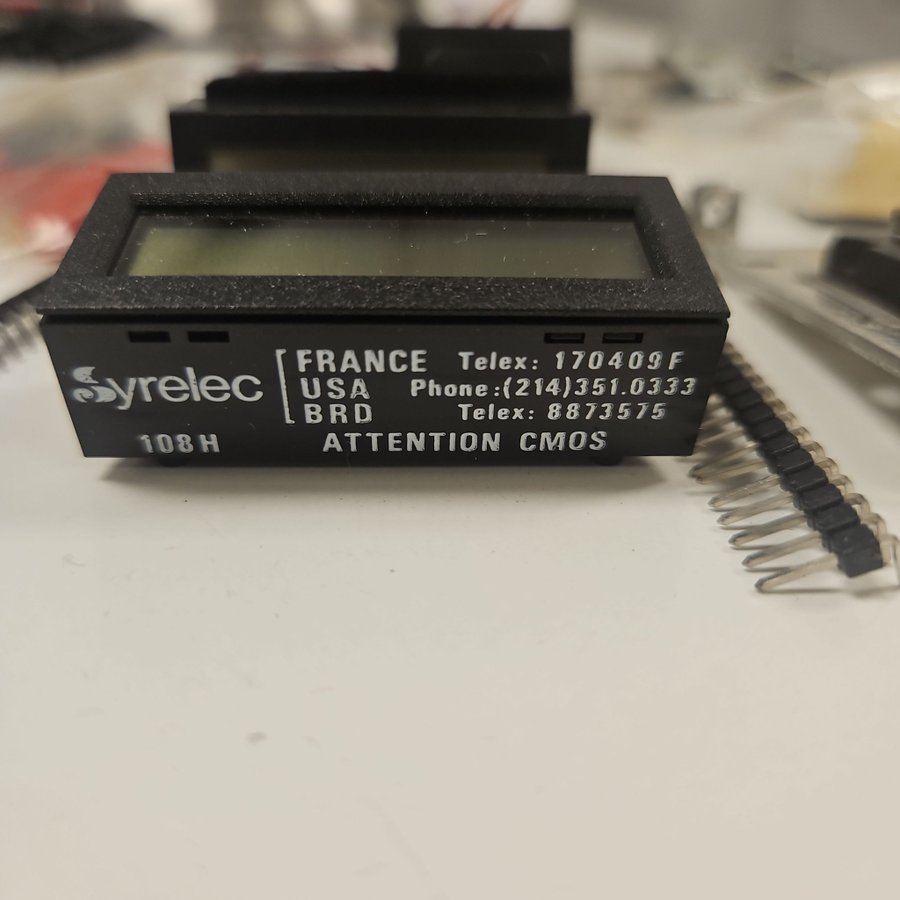 Syrelec
FRANCE Telex: 170409F
USA Phone:(214)351.0333
BRD Telex: 8873575
108H ATTENTION CMOS